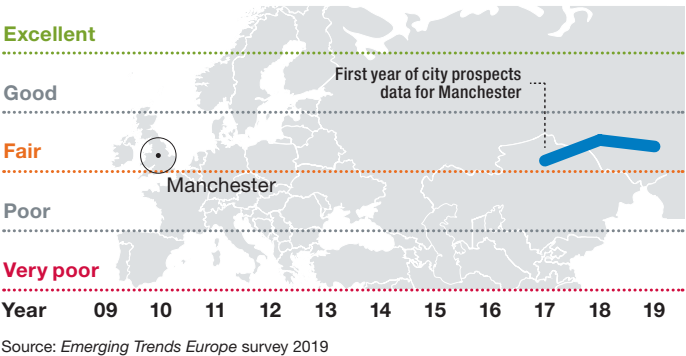 Excellent
First year of city prospects
data for Manchester
Good
Fair
Manchester
Poor
Very poor
Year 09 10 11 12 13 14 15 16 17 18 19
Source: Emerging Trends Europe survey 2019